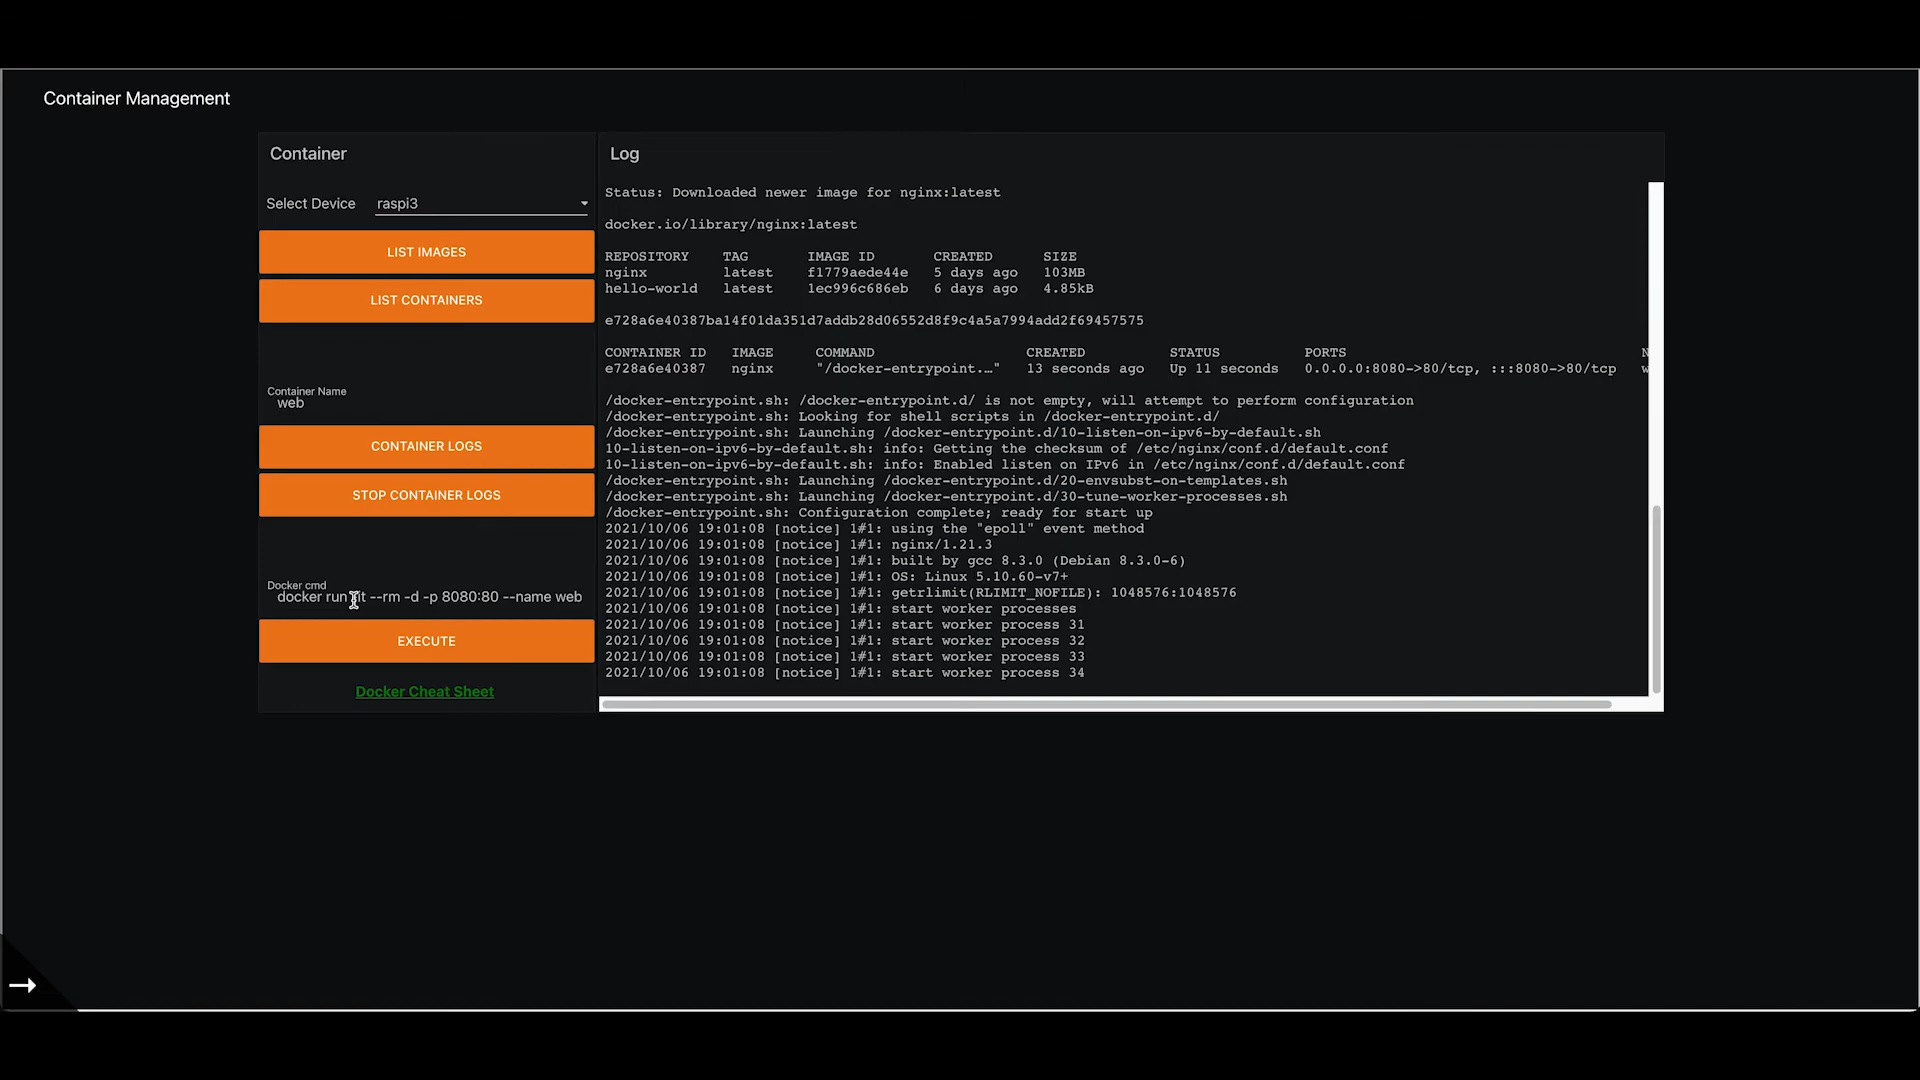 Container Management
Container
Select Device raspi3
LIST IMAGES
LIST CONTAINERS
Container Name
web
CONTAINER LOGS
STOP CONTAINER LOGS
Docker cmd
docker run --rm -d -p 8080:80 --name web
EXECUTE
Docker Cheat Sheet
Log
Status: Downloaded newer image for nginx:latest
docker.io/library/nginx:latest
REPOSITORY TAG IMAGE ID CREATED SIZE
nginx latest f1779aede44e 5 days ago 103MB
hello-world latest 1ec996c686eb 6 days ago 4.85kB
e728a6e40387ba14f01da351d7addb28d06552d8f9c4a5a7994add2f69457575
CONTAINER ID IMAGE COMMAND CREATED STATUS PORTS
e728a6e40387 nginx "/docker-entrypoint.…" 13 seconds ago Up 11 seconds 0.0.0.0:8080->80/tcp, :::8080->80/tcp
/docker-entrypoint.sh: /docker-entrypoint.d/ is not empty, will attempt to perform configuration
/docker-entrypoint.sh: Looking for shell scripts in /docker-entrypoint.d/
/docker-entrypoint.sh: Launching /docker-entrypoint.d/10-listen-on-ipv6-by-default.sh
10-listen-on-ipv6-by-default.sh: info: Getting the checksum of /etc/nginx/conf.d/default.conf
10-listen-on-ipv6-by-default.sh: info: Enabled listen on IPv6 in /etc/nginx/conf.d/default.conf
/docker-entrypoint.sh: Launching /docker-entrypoint.d/20-envsubst-on-templates.sh
/docker-entrypoint.sh: Launching /docker-entrypoint.d/30-tune-worker-processes.sh
/docker-entrypoint.sh: Configuration complete; ready for start up
2021/10/06 19:01:08 [notice] 1#1: using the "epoll" event method
2021/10/06 19:01:08 [notice] 1#1: nginx/1.21.3
2021/10/06 19:01:08 [notice] 1#1: built by gcc 8.3.0 (Debian 8.3.0-6)
2021/10/06 19:01:08 [notice] 1#1: OS: Linux 5.10.60-v7+
2021/10/06 19:01:08 [notice] 1#1: getrlimit(RLIMIT_NOFILE): 1048576:1048576
2021/10/06 19:01:08 [notice] 1#1: start worker processes
2021/10/06 19:01:08 [notice] 1#1: start worker process 31
2021/10/06 19:01:08 [notice] 1#1: start worker process 32
2021/10/06 19:01:08 [notice] 1#1: start worker process 33
2021/10/06 19:01:08 [notice] 1#1: start worker process 34